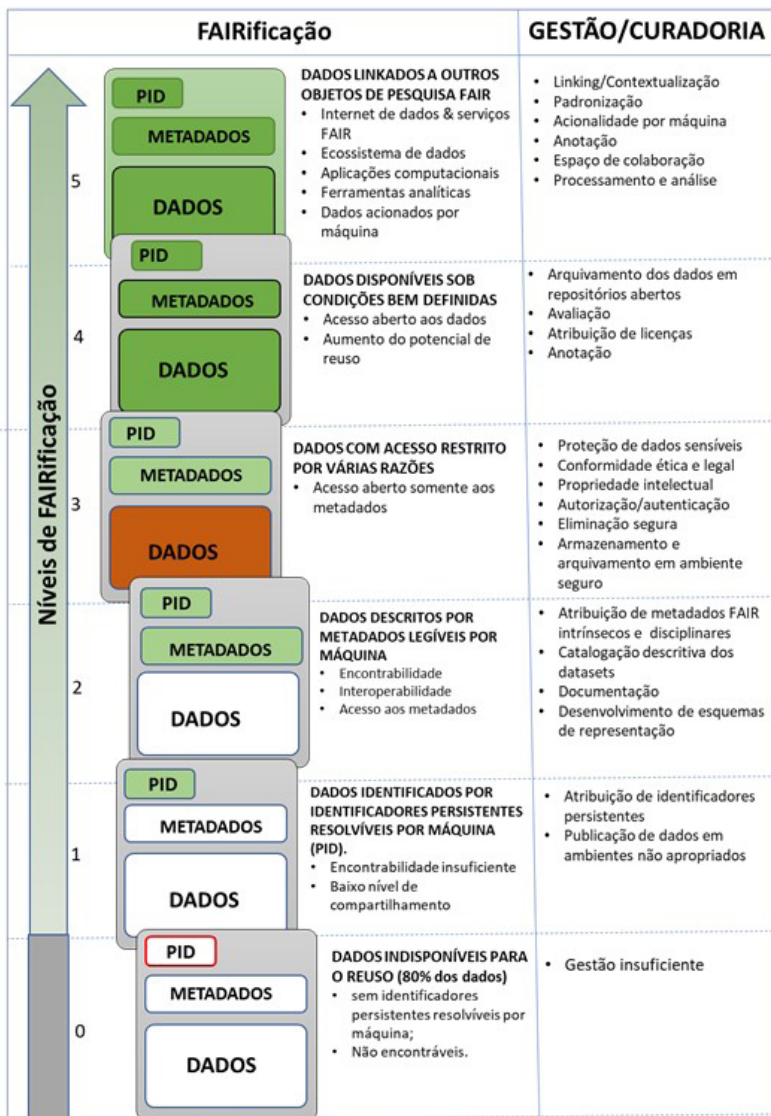 FAIRificação
GESTÃO/CURADORIA
Níveis de FAIRificação
5
PID
METADADOS
DADOS
DADOS LINKADOS A OUTROS
OBJETOS DE PESQUISA FAIR
• Internet de dados & serviços
FAIR
• Ecossistema de dados
• Aplicações computacionais
• Ferramentas analíticas
• Dados acionados por
máquina
• Linking/Contextualização
• Padronização
• Acionalidade por máquina
• Anotação
• Espaço de colaboração
• Processamento e análise
4
PID
METADADOS
DADOS
DADOS DISPONÍVEIS SOB
CONDIÇÕES BEM DEFINIDAS
• Acesso aberto aos dados
• Aumento do potencial de
reuso
• Arquivamento dos dados em
repositórios abertos
• Avaliação
• Atribuição de licenças
• Anotação
3
PID
METADADOS
DADOS
DADOS COM ACESSO RESTRITO
POR VÁRIAS RAZÕES
• Acesso aberto somente aos
metadados
• Proteção de dados sensíveis
• Conformidade ética e legal
• Propriedade intelectual
• Autorização/autenticação
• Eliminação segura
• Armazenamento e
arquivamento em ambiente
seguro
2
PID
METADADOS
DADOS
DADOS DESCRITOS POR
METADADOS LEGÍVEIS POR
MÁQUINA
• Encontrabilidade
• Interoperabilidade
• Acesso aos metadados
• Atribuição de metadados FAIR
intrínsecos e disciplinares
• Catalogação descritiva dos
datasets
• Documentação
• Desenvolvimento de esquemas
de representação
1
PID
METADADOS
DADOS
DADOS IDENTIFICADOS POR
IDENTIFICADORES PERSISTENTES
RESOLVÍVEIS POR MÁQUINA
(PID).
• Encontrabilidade insuficiente
• Baixo nível de
compartilhamento
• Atribuição de identificadores
persistentes
• Publicação de dados em
ambientes não apropriados
0
PID
METADADOS
DADOS
DADOS INDISPONÍVEIS PARA
O REUSO (80% dos dados)
• sem identificadores
persistentes resolvíveis por
máquina;
• Não encontráveis.
• Gestão insuficiente